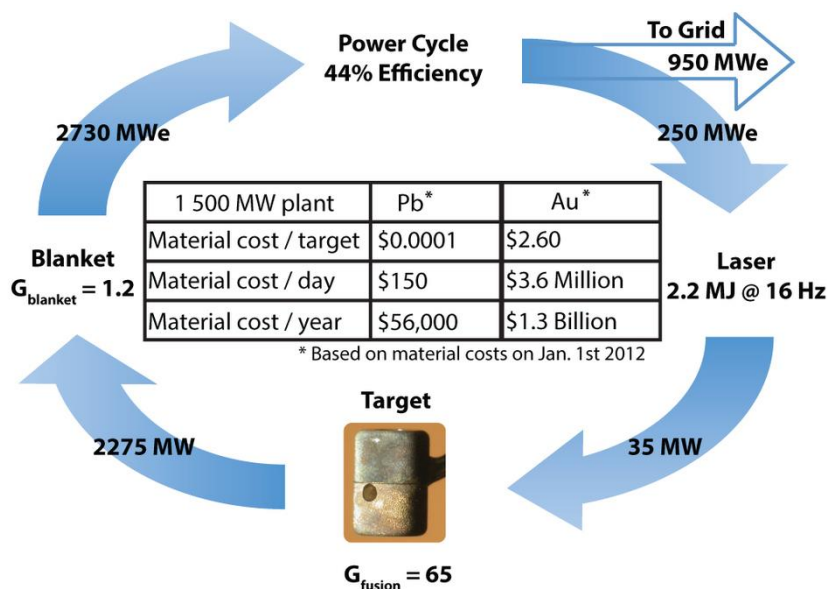 Power Cycle
44% Efficiency
To Grid
950 MWe
2730 MWe
250 MWe
1 500 MW plant Pb* Au*
Material cost / target $0.0001 $2.60
Material cost / day $150 $3.6 Million
Material cost / year $56,000 $1.3 Billion
* Based on material costs on Jan. 1st 2012
Blanket
G_blanket = 1.2
Laser
2.2 MJ @ 16 Hz
Target
2275 MW
35 MW
G_fusion = 65